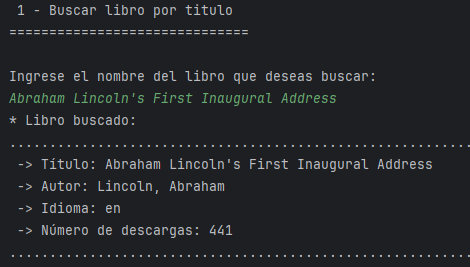 1 - Buscar libro por titulo
==============================
Ingrese el nombre del libro que deseas buscar:
Abraham Lincoln's First Inaugural Address
* Libro buscado:
..........................................................
-> Titulo: Abraham Lincoln's First Inaugural Address
-> Autor: Lincoln, Abraham
-> Idioma: en
-> Número de descargas: 441
..........................................................